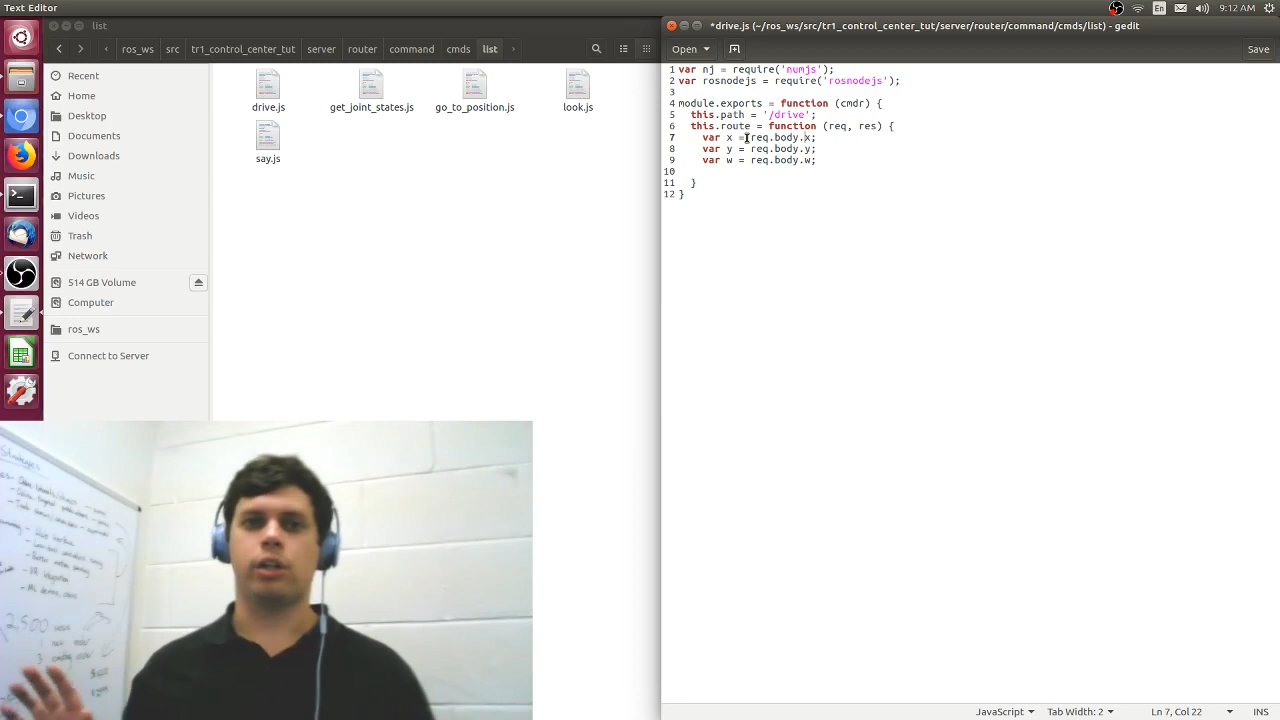 Text Editor
En
9:12 AM
list
ros_ws
src
tr1_control_center_tut
server
router
command
cmds
list
Recent
Home
Desktop
Documents
Downloads
Music
Pictures
Videos
Trash
Network
514 GB Volume
Computer
ros_ws
Connect to Server
drive.js
get_joint_states.js
go_to_position.js
look.js
say.js
*drive.js (~/ros_ws/src/tr1_control_center_tut/server/router/command/cmds/list) - gedit
Open
Save
1 var nj = require('numjs');
2 var rosnodejs = require('rosnodejs');
3
4 module.exports = function (cmdr) {
5 this.path = '/drive';
6 this.route = function (req, res) {
7 var x = req.body.x;
8 var y = req.body.y;
9 var w = req.body.w;
10
11 }
12 }
Strategies
2,500
JavaScript
Tab Width: 2
Ln 7, Col 22
INS